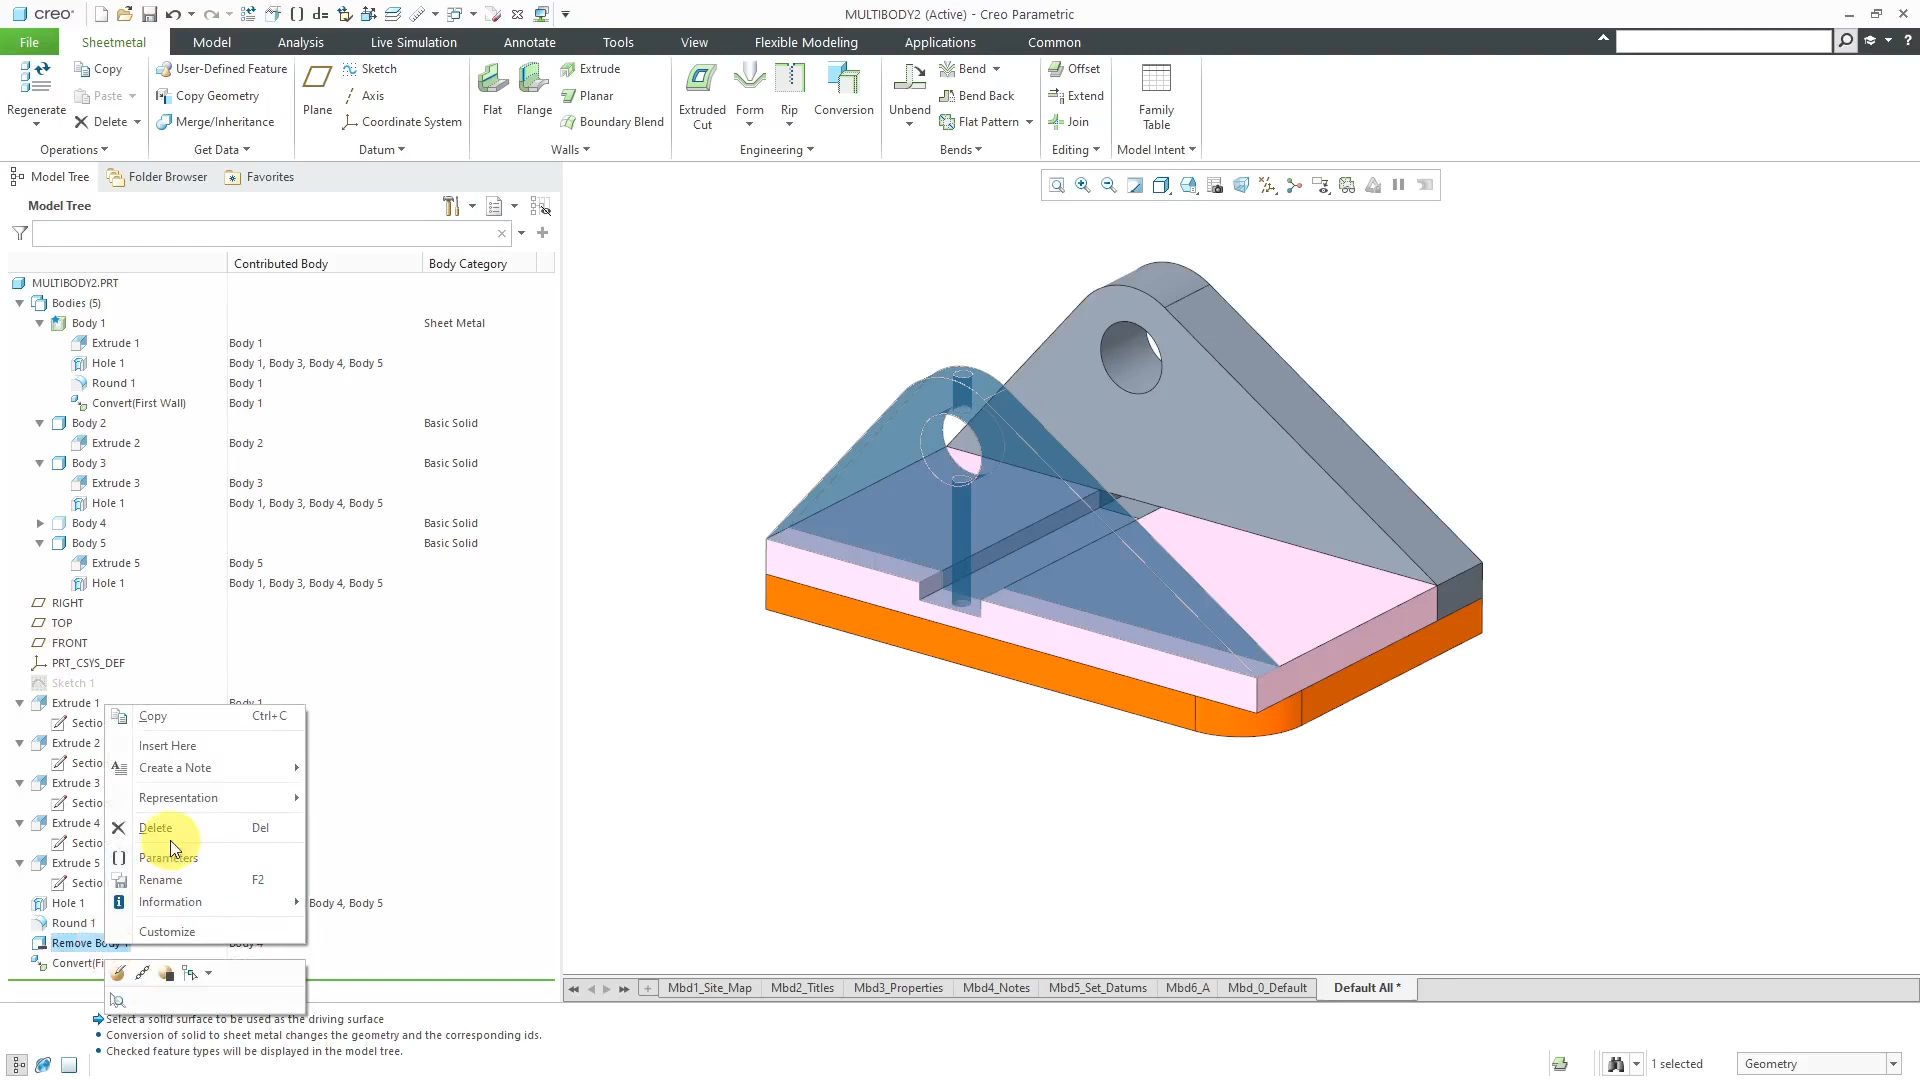 creo
MULTIBODY2 (Active) - Creo Parametric
File
Sheetmetal
Model
Analysis
Live Simulation
Annotate
Tools
View
Flexible Modeling
Applications
Common
Regenerate
Copy
Paste
Delete
Operations
User-Defined Feature
Copy Geometry
Merge/Inheritance
Get Data
Plane
Sketch
Axis
Coordinate System
Datum
Flat
Flange
Extrude
Planar
Boundary Blend
Walls
Extruded Cut
Form
Rip
Conversion
Engineering
Unbend
Bend
Bend Back
Flat Pattern
Bends
Offset
Extend
Join
Editing
Family Table
Model Intent
Model Tree
Folder Browser
Favorites
Model Tree
Contributed Body
Body Category
MULTIBODY2.PRT
Bodies (5)
Body 1 Sheet Metal
Extrude 1 Body 1
Hole 1 Body 1, Body 3, Body 4, Body 5
Round 1 Body 1
Convert(First Wall) Body 1
Body 2 Basic Solid
Extrude 2 Body 2
Body 3 Basic Solid
Extrude 3 Body 3
Hole 1 Body 1, Body 3, Body 4, Body 5
Body 4 Basic Solid
Body 5 Basic Solid
Extrude 5 Body 5
Hole 1 Body 1, Body 3, Body 4, Body 5
RIGHT
TOP
FRONT
PRT_CSYS_DEF
Sketch 1
Extrude 1 Body 1
Sectio
Extrude 2
Sectio
Extrude 3
Sectio
Extrude 4
Sectio
Extrude 5
Sectio
Hole 1 Body 4, Body 5
Round 1
Remove Body 1 Body 4
Convert(Fi
Copy Ctrl+C
Insert Here
Create a Note
Representation
Delete Del
Parameters
Rename F2
Information
Customize
Mbd1_Site_Map
Mbd2_Titles
Mbd3_Properties
Mbd4_Notes
Mbd5_Set_Datums
Mbd6_A
Mbd_0_Default
Default All *
Select a solid surface to be used as the driving surface
• Conversion of solid to sheet metal changes the geometry and the corresponding ids.
• Checked feature types will be displayed in the model tree.
1 selected
Geometry